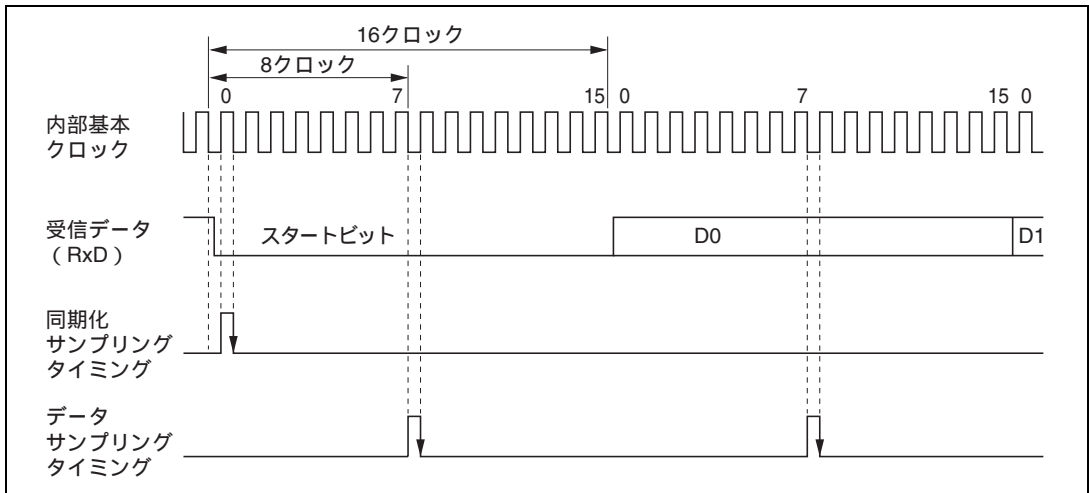 16クロック
8クロック
0 7 15 0 7 15 0
内部基本
クロック
受信データ
（RxD）
スタートビット
D0
D1
同期化
サンプリング
タイミング
データ
サンプリング
タイミング